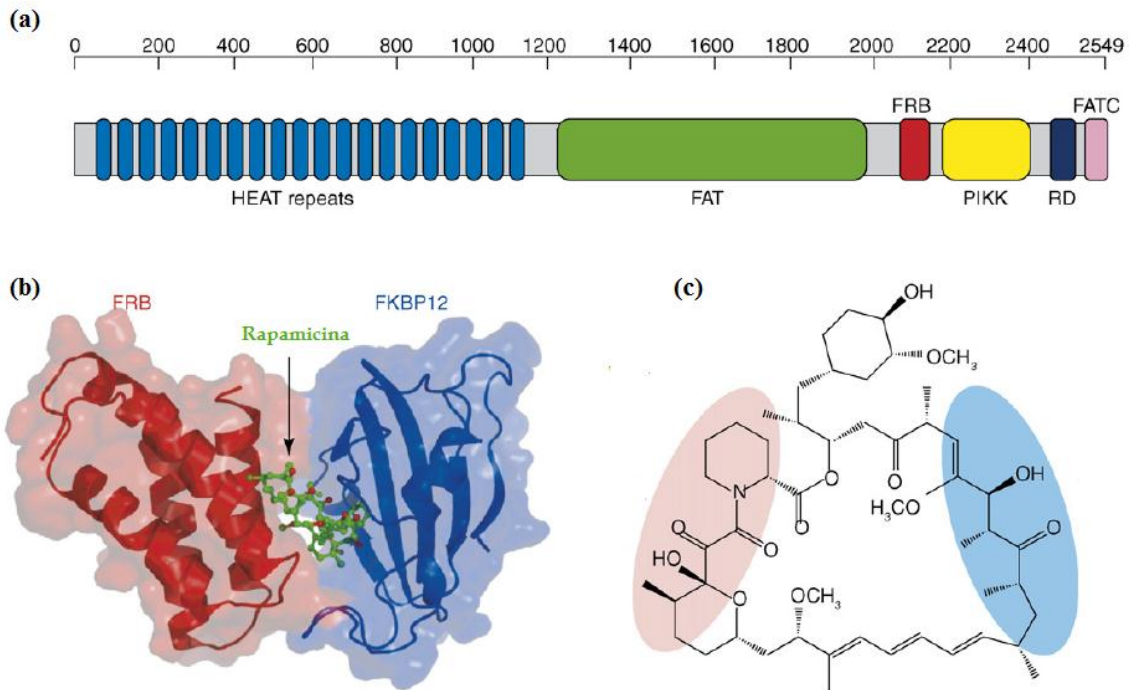 (a)
0 200 400 600 800 1000 1200 1400 1600 1800 2000 2200 2400 2549
FRB FATC
HEAT repeats FAT PIKK RD
(b) (c)
FRB FKBP12
Rapamicina
OH
OCH3
O
O
OH
H3CO
N
O
O
O
O
HO
O
O
OCH3